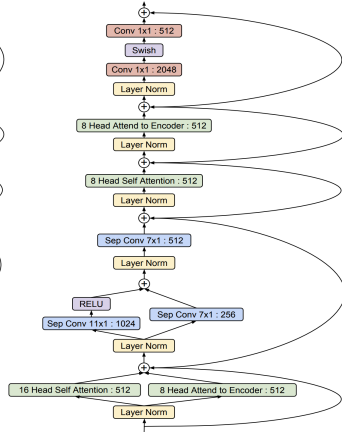 Conv 1x1 : 512
Swish
Conv 1x1 : 2048
Layer Norm
8 Head Attend to Encoder : 512
Layer Norm
8 Head Self Attention : 512
Layer Norm
Sep Conv 7x1 : 512
Layer Norm
RELU
Sep Conv 11x1 : 1024
Sep Conv 7x1 : 256
Layer Norm
16 Head Self Attention : 512
8 Head Attend to Encoder : 512
Layer Norm